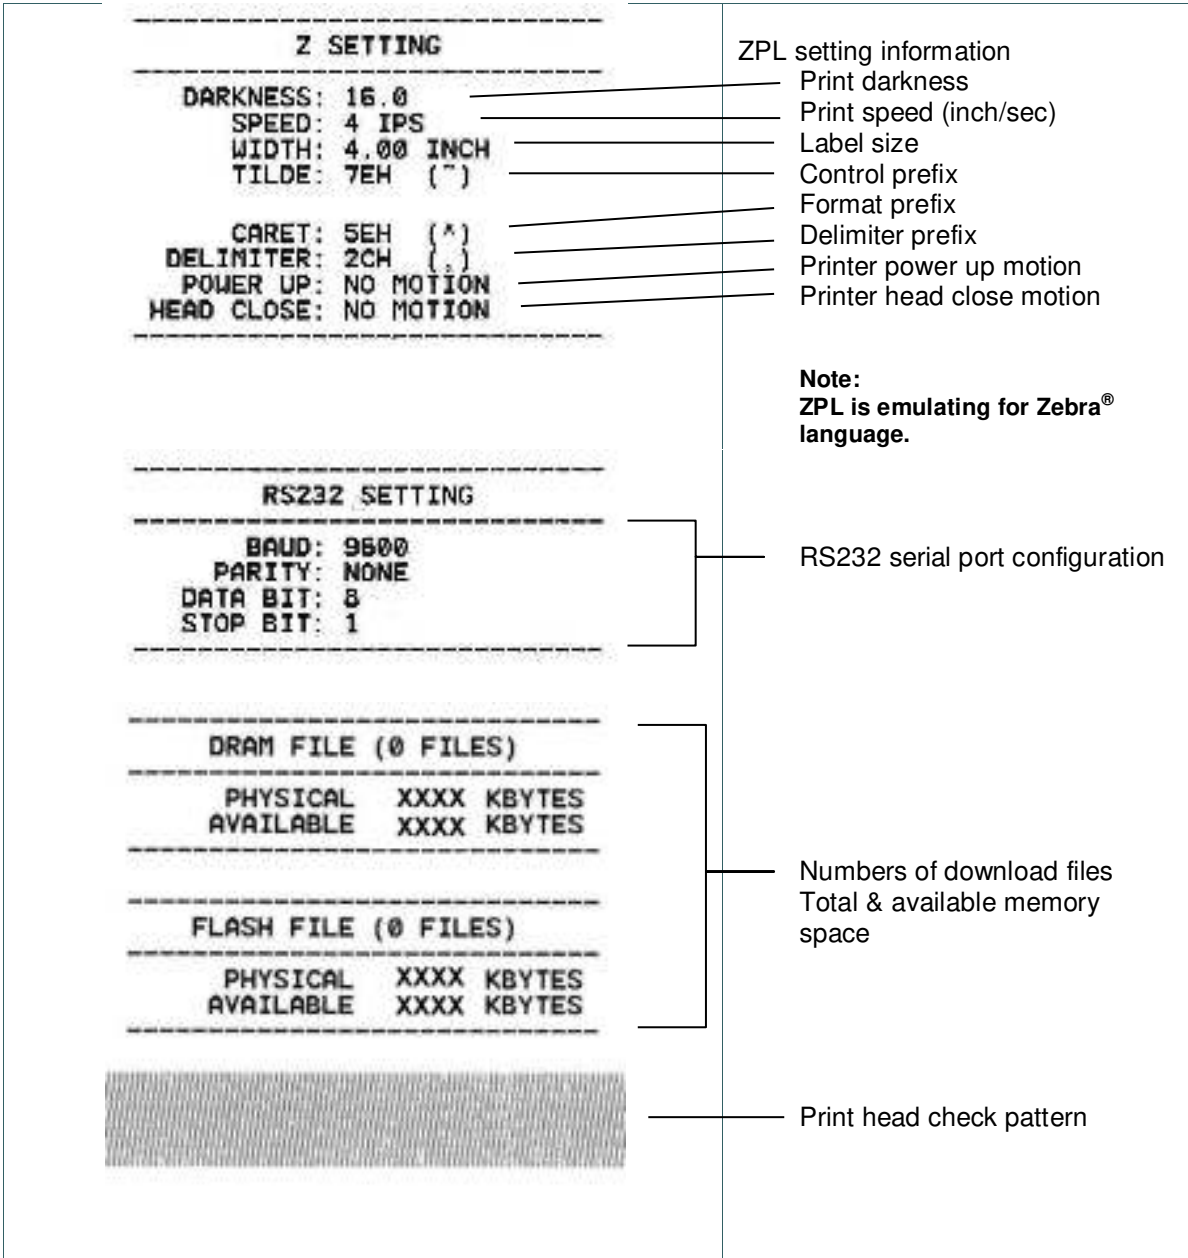 Z SETTING
DARKNESS: 16.0
SPEED: 4 IPS
WIDTH: 4.00 INCH
TILDE: 7EH (~)
CARET: 5EH (^)
DELIMITER: 2CH (,)
POWER UP: NO MOTION
HEAD CLOSE: NO MOTION
ZPL setting information
Print darkness
Print speed (inch/sec)
Label size
Control prefix
Format prefix
Delimiter prefix
Printer power up motion
Printer head close motion
Note:
ZPL is emulating for Zebra®
language.
RS232 SETTING
BAUD: 9600
PARITY: NONE
DATA BIT: 8
STOP BIT: 1
RS232 serial port configuration
DRAM FILE (0 FILES)
PHYSICAL XXXX KBYTES
AVAILABLE XXXX KBYTES
FLASH FILE (0 FILES)
PHYSICAL XXXX KBYTES
AVAILABLE XXXX KBYTES
Numbers of download files
Total & available memory
space
Print head check pattern